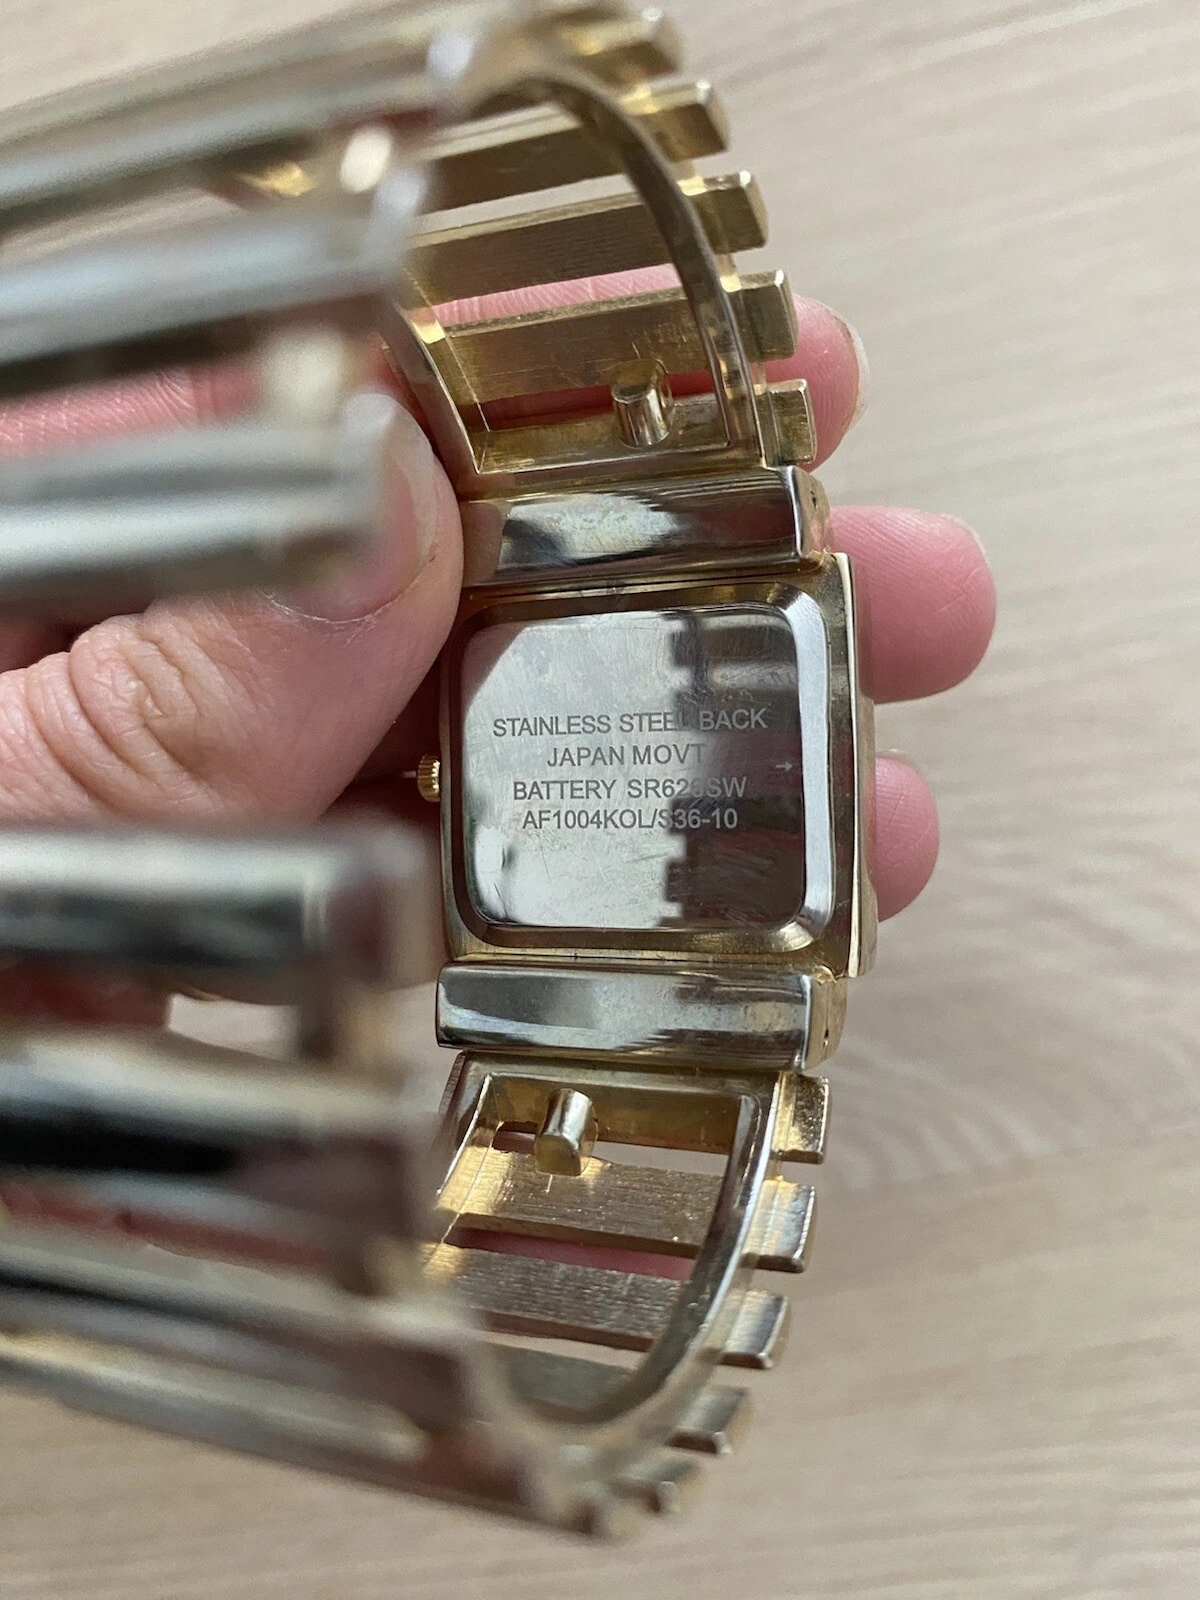 STAINLESS STEEL BACK
JAPAN MOVT
BATTERY SR626SW
AF1004KOL/S36-10